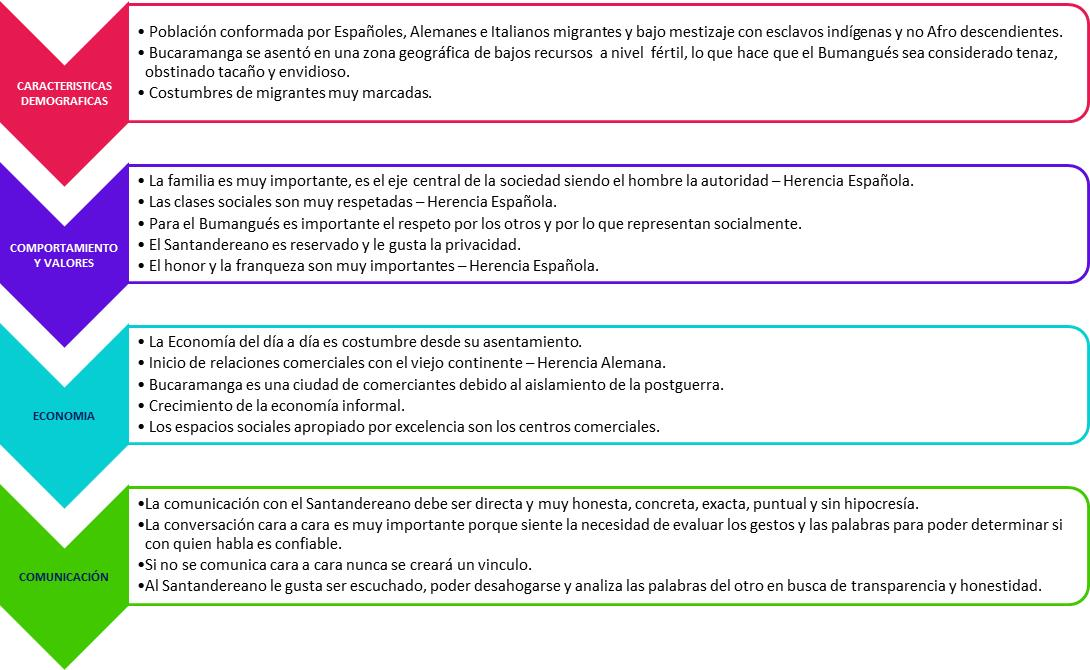 CARACTERISTICAS
DEMOGRAFICAS
• Población conformada por Españoles, Alemanes e Italianos migrantes y bajo mestizaje con esclavos indígenas y no Afro descendientes.
• Bucaramanga se asentó en una zona geográfica de bajos recursos a nivel fértil, lo que hace que el Bumangués sea considerado tenaz,
obstinado tacaño y envidioso.
• Costumbres de migrantes muy marcadas.
COMPORTAMIENTO
Y VALORES
• La familia es muy importante, es el eje central de la sociedad siendo el hombre la autoridad – Herencia Española.
• Las clases sociales son muy respetadas – Herencia Española.
• Para el Bumangués es importante el respeto por los otros y por lo que representan socialmente.
• El Santandereano es reservado y le gusta la privacidad.
• El honor y la franqueza son muy importantes – Herencia Española.
ECONOMIA
• La Economía del día a día es costumbre desde su asentamiento.
• Inicio de relaciones comerciales con el viejo continente – Herencia Alemana.
• Bucaramanga es una ciudad de comerciantes debido al aislamiento de la postguerra.
• Crecimiento de la economía informal.
• Los espacios sociales apropiado por excelencia son los centros comerciales.
COMUNICACIÓN
•La comunicación con el Santandereano debe ser directa y muy honesta, concreta, exacta, puntual y sin hipocresía.
•La conversación cara a cara es muy importante porque siente la necesidad de evaluar los gestos y las palabras para poder determinar si
con quien habla es confiable.
•Si no se comunica cara a cara nunca se creará un vinculo.
•Al Santandereano le gusta ser escuchado, poder desahogarse y analiza las palabras del otro en busca de transparencia y honestidad.